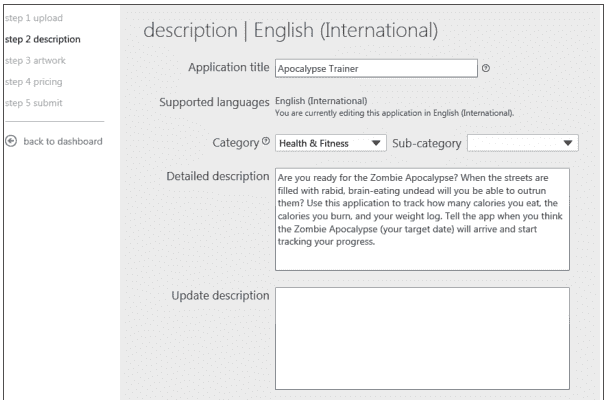 step 1 upload
step 2 description
step 3 artwork
step 4 pricing
step 5 submit
back to dashboard
description | English (International)
Application title Apocalypse Trainer
Supported languages English (International)
You are currently editing this application in English (International).
Category Health & Fitness Sub-category
Detailed description Are you ready for the Zombie Apocalypse? When the streets are
filled with rabid, brain-eating undead will you be able to outrun
them? Use this application to track how many calories you eat, the
calories you burn, and your weight log. Tell the app when you think
the Zombie Apocalypse (your target date) will arrive and start
tracking your progress.
Update description